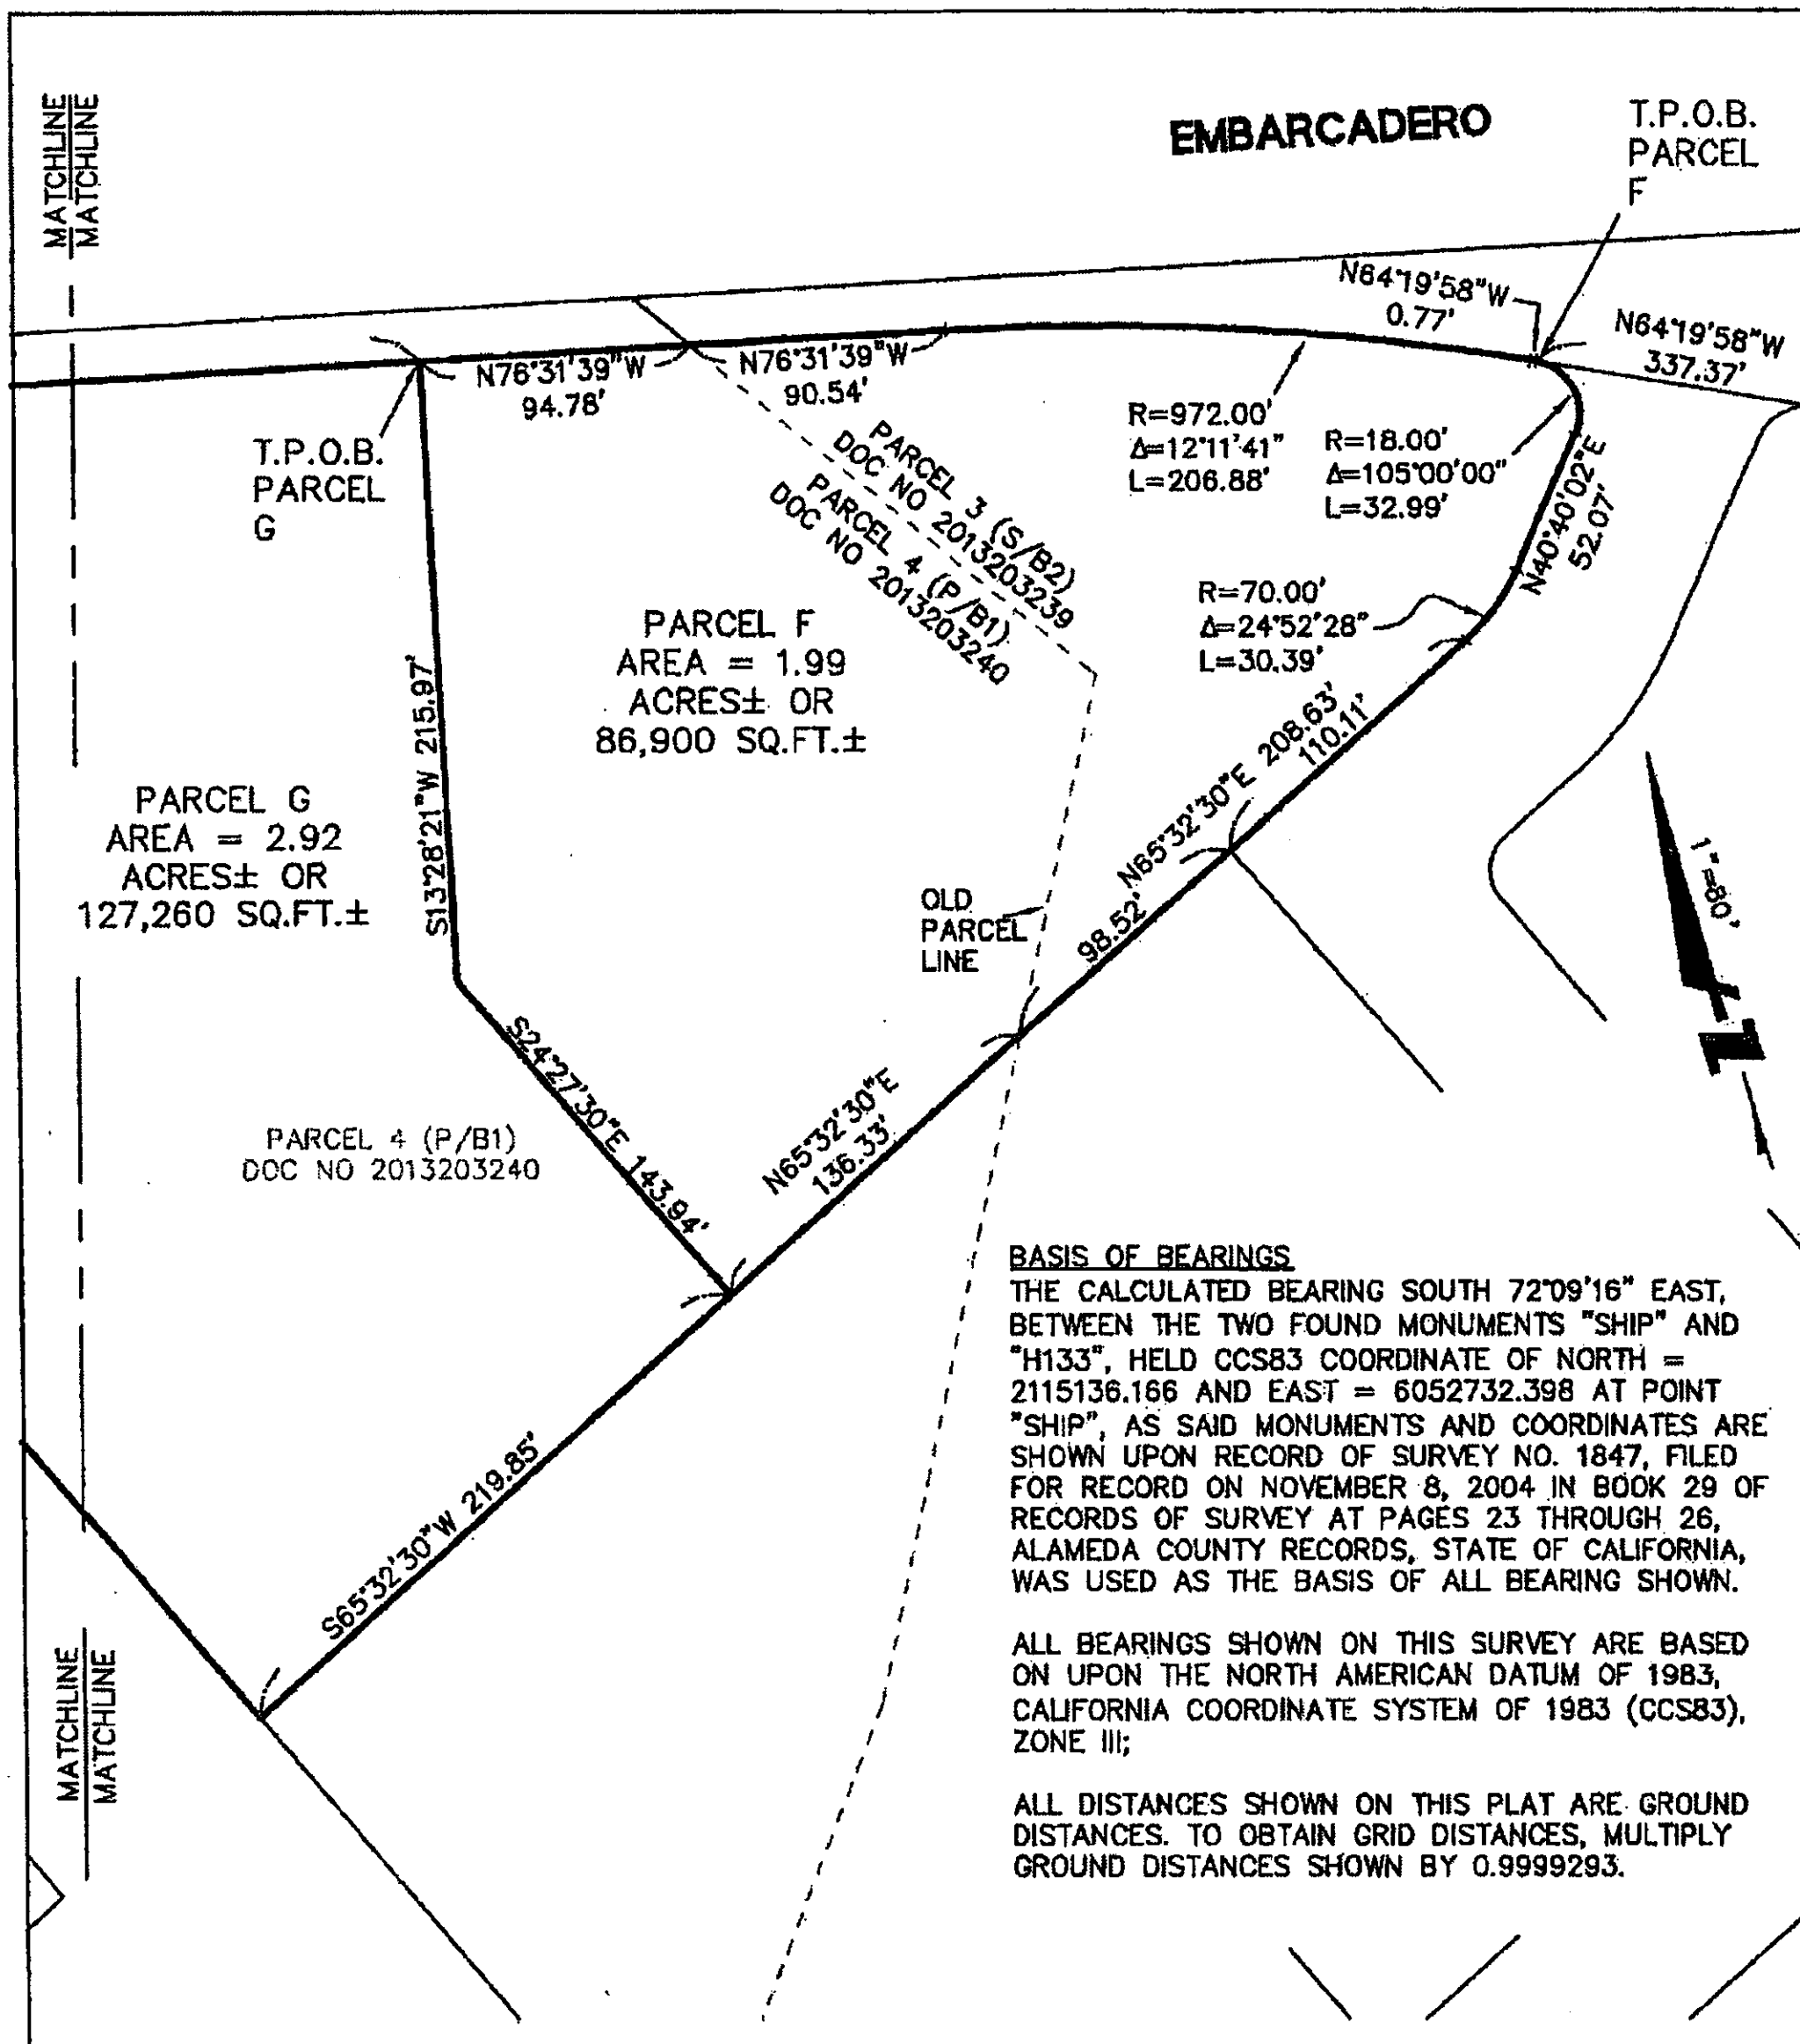 MATCHLINE
MATCHLINE
EMBARCADERO
T.P.O.B.
PARCEL
F
N64°19'58"W
0.77'
N64°19'58"W
337.37'
N76°31'39"W
94.78'
N76°31'39"W
90.54'
R=972.00'
Δ=12°11'41"
L=206.88'
R=18.00'
Δ=105°00'00"
L=32.99'
N40°40'02"E
52.07'
T.P.O.B.
PARCEL
G
PARCEL 3 (S/B2)
DOC NO 2013203239
PARCEL 4 (P/B1)
DOC NO 2013203240
R=70.00'
Δ=24°52'28"
L=30.39'
PARCEL F
AREA = 1.99
ACRES± OR
86,900 SQ.FT.±
S13°28'21"W 215.97'
N65°32'30"E 208.63'
110.11'
98.52'
PARCEL G
AREA = 2.92
ACRES± OR
127,260 SQ.FT.±
OLD
PARCEL
LINE
1"=80'
Z
S24°27'30"E 143.94'
N65°32'30"E
136.33'
PARCEL 4 (P/B1)
DOC NO 2013203240
S65°32'30"W 219.85'
BASIS OF BEARINGS
THE CALCULATED BEARING SOUTH 72°09'16" EAST,
BETWEEN THE TWO FOUND MONUMENTS "SHIP" AND
"H133", HELD CCS83 COORDINATE OF NORTH =
2115136.166 AND EAST = 6052732.398 AT POINT
"SHIP", AS SAID MONUMENTS AND COORDINATES ARE
SHOWN UPON RECORD OF SURVEY NO. 1847, FILED
FOR RECORD ON NOVEMBER 8, 2004 IN BOOK 29 OF
RECORDS OF SURVEY AT PAGES 23 THROUGH 26,
ALAMEDA COUNTY RECORDS, STATE OF CALIFORNIA,
WAS USED AS THE BASIS OF ALL BEARING SHOWN.
ALL BEARINGS SHOWN ON THIS SURVEY ARE BASED
ON UPON THE NORTH AMERICAN DATUM OF 1983,
CALIFORNIA COORDINATE SYSTEM OF 1983 (CCS83),
ZONE III;
ALL DISTANCES SHOWN ON THIS PLAT ARE GROUND
DISTANCES. TO OBTAIN GRID DISTANCES, MULTIPLY
GROUND DISTANCES SHOWN BY 0.9999293.
MATCHLINE
MATCHLINE